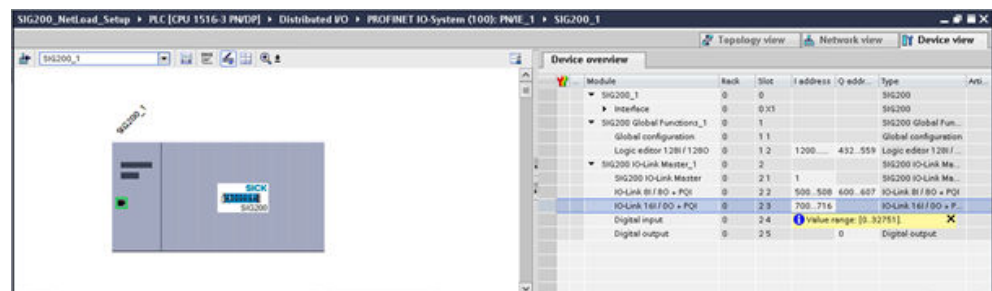 SIG200_NetLoad_Setup ▸ PLC [CPU 1516-3 PN/DP] ▸ Distributed I/O ▸ PROFINET IO-System (100): PN/IE_1 ▸ SIG200_1
Topology view Network view Device view
SIG200_1
Device overview
Module Rack Slot I address Q addr... Type Arti...
SIG200_1 0 0 SIG200
Interface 0 0 X1 SIG200
SIG200 Global Functions_1 0 1 SIG200 Global Fun...
Global configuration 0 1 1 Global configuration
Logic editor 128I / 128O 0 1 2 1200.... 432..559 Logic editor 128I / ...
SIG200 IO-Link Master_1 0 2 SIG200 IO-Link Ma...
SIG200 IO-Link Master 0 2 1 1 SIG200 IO-Link Ma...
IO-Link 8I / 8O + PQI 0 2 2 500..508 600..607 IO-Link 8I / 8O + PQI
IO-Link 16I / 0O + PQI 0 2 3 700..716 IO-Link 16I / 0O + P...
Digital input 0 2 4 Value range: [0..32751].
Digital output 0 2 5 0 Digital output
SIG200_1
SICK
SIG200